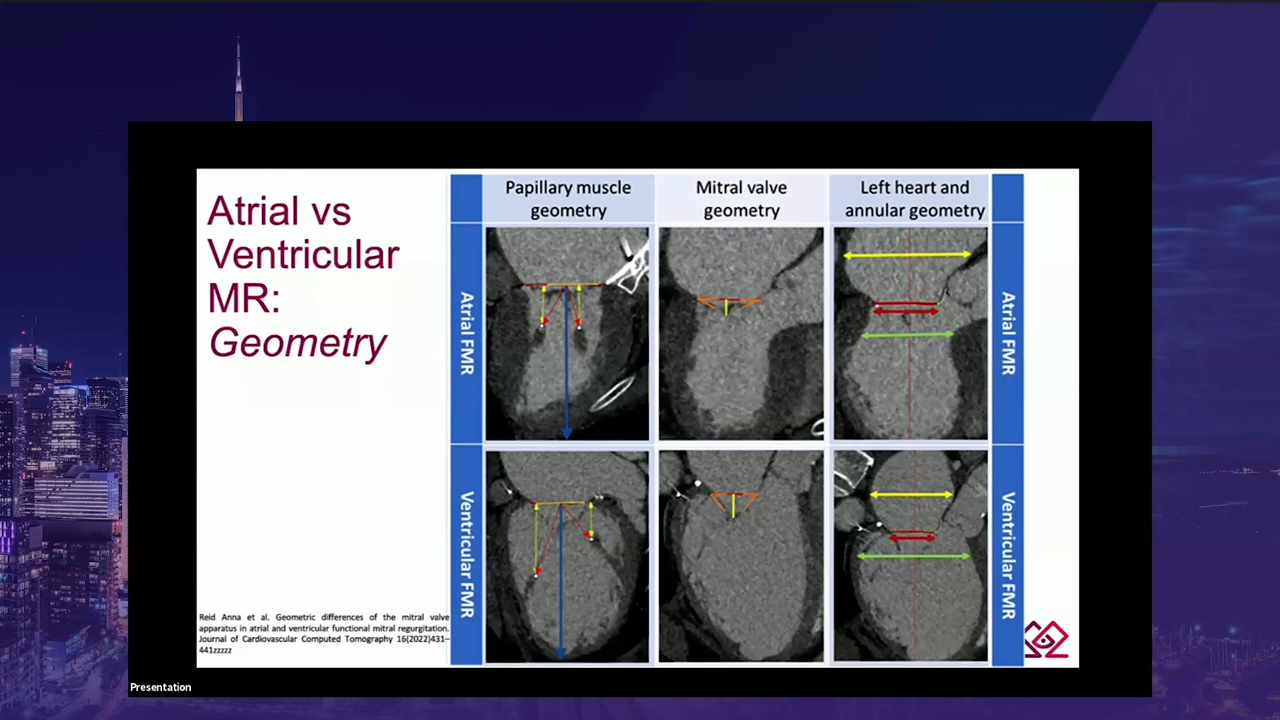 Atrial vs
Ventricular
MR:
Geometry
Papillary muscle
geometry
Mitral valve
geometry
Left heart and
annular geometry
Atrial FMR
Atrial FMR
Ventricular FMR
Ventricular FMR
Reid Anna et al. Geometric differences of the mitral valve
apparatus in atrial and ventricular functional mitral regurgitation.
Journal of Cardiovascular Computed Tomography 16(2022)431–
441zzzzz
Presentation